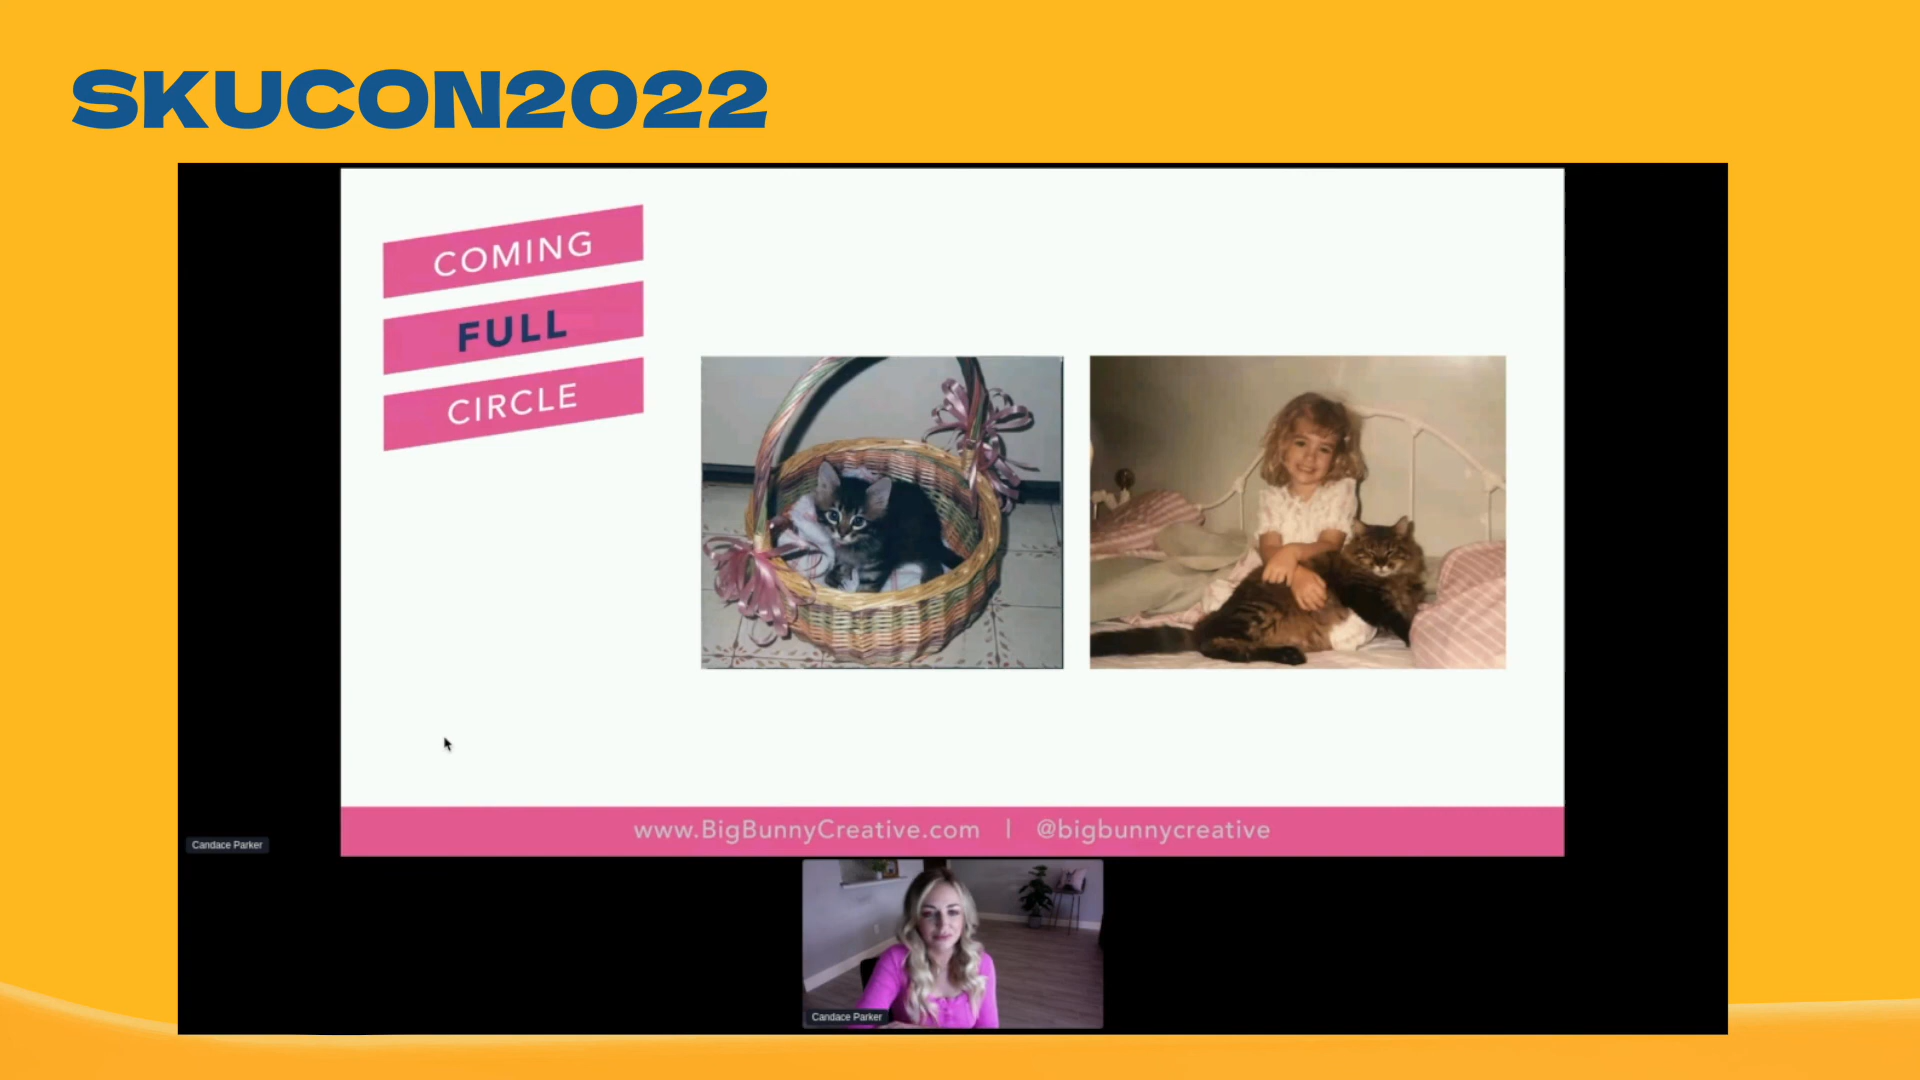 SKUCON2022
COMING
FULL
CIRCLE
www.BigBunnyCreative.com | @bigbunnycreative
Candace Parker
Candace Parker